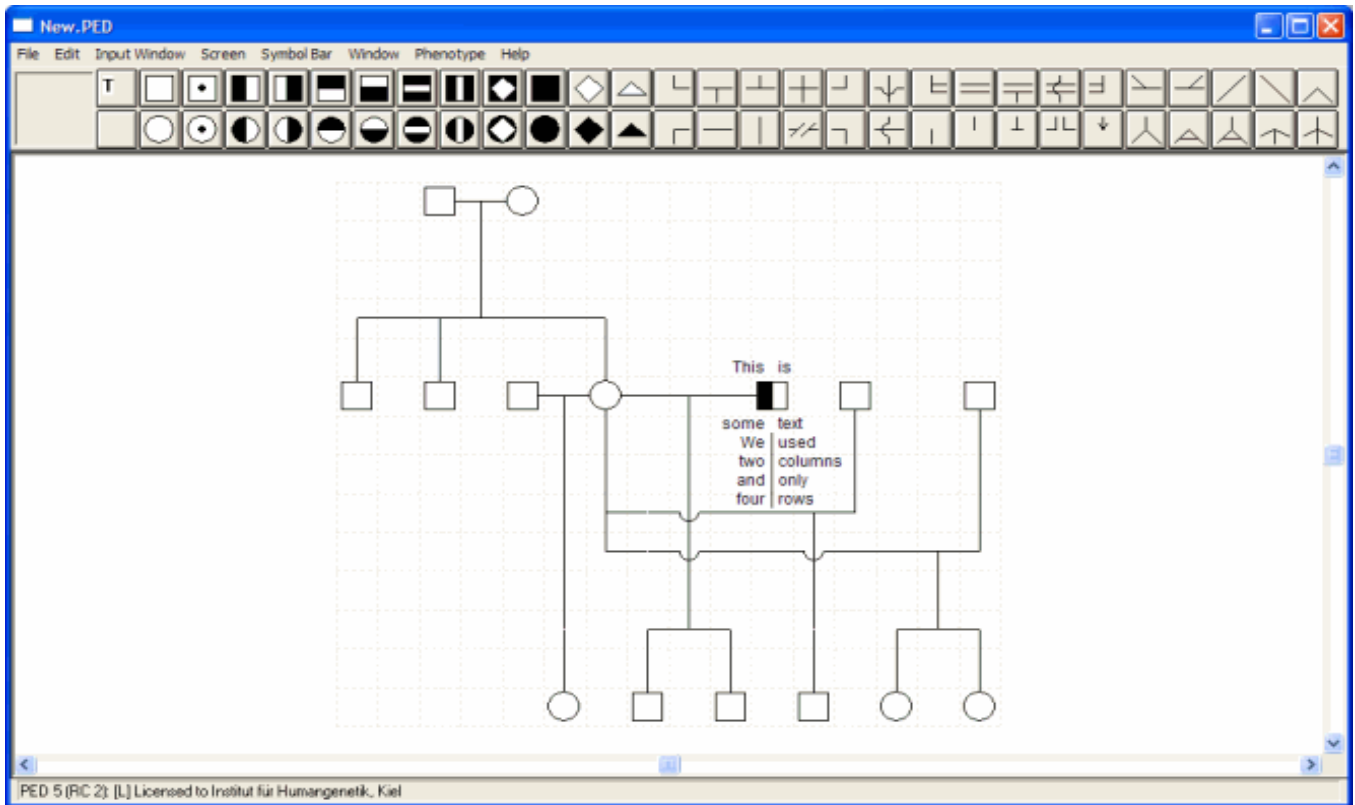 New.PED
File Edit Input Window Screen Symbol Bar Window Phenotype Help
T
This is
some text
We used
two columns
and only
four rows
PED 5 (RC 2): [L] Licensed to Institut für Humangenetik, Kiel